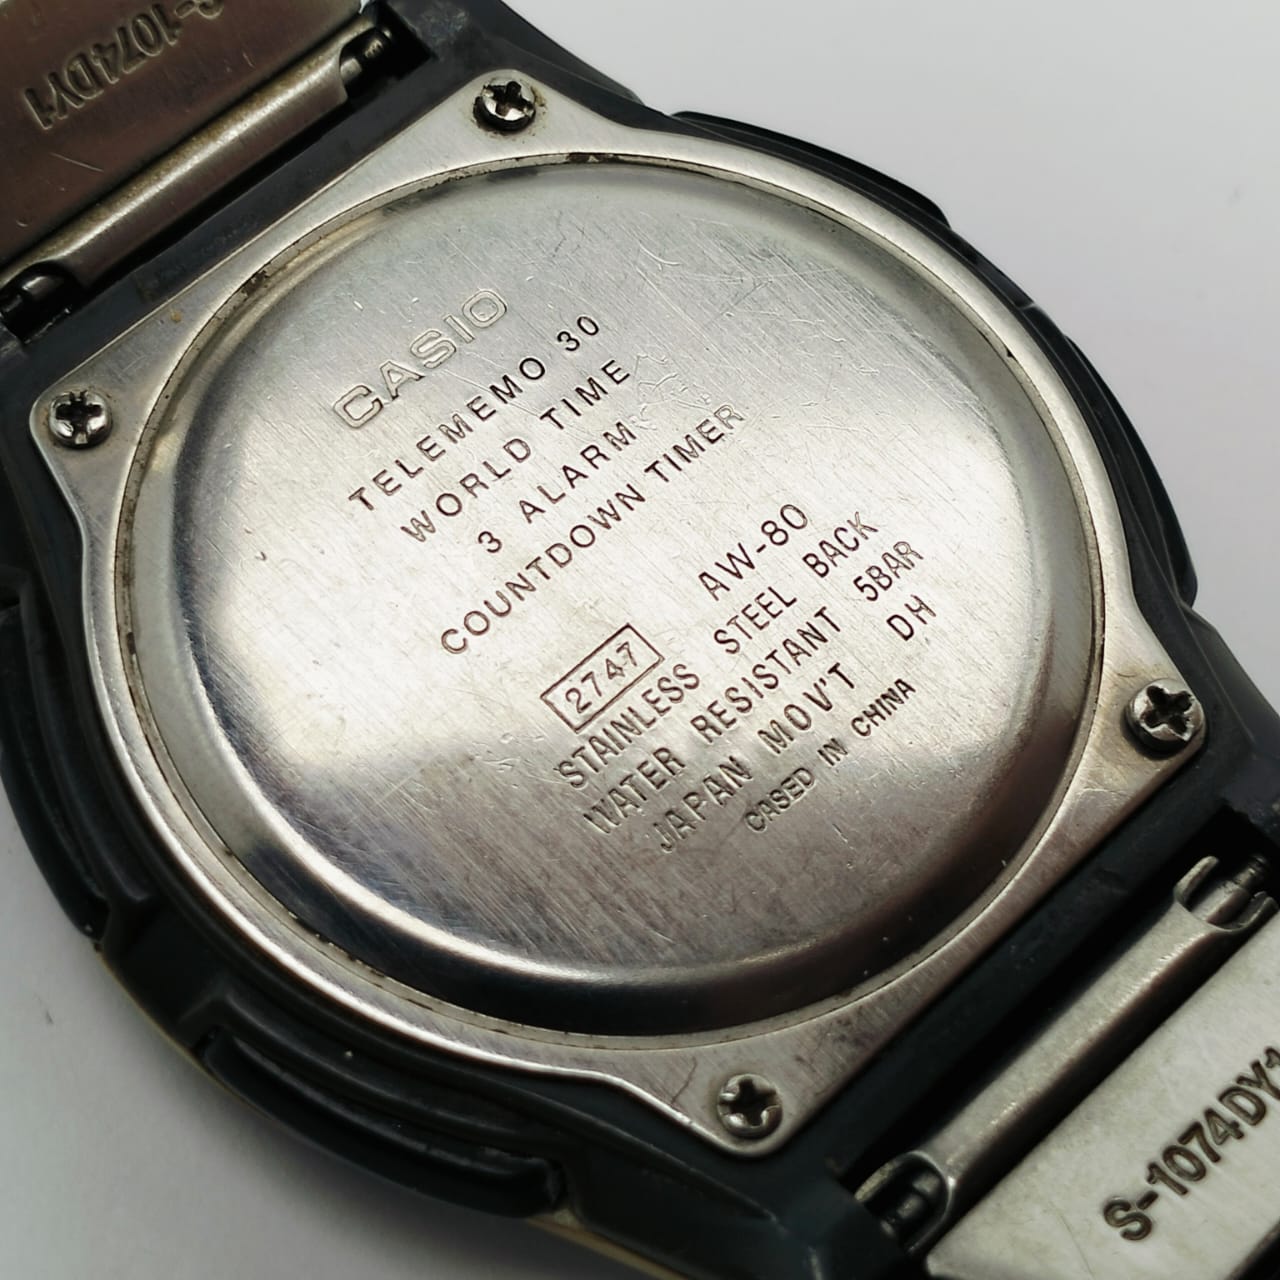 S-1074DY1
CASIO
TELEMEMO 30
WORLD TIME
3 ALARM
COUNTDOWN TIMER
AW-80
2747
STAINLESS STEEL BACK
WATER RESISTANT 5BAR
JAPAN MOV'T DH
CASED IN CHINA
S-1074DY1